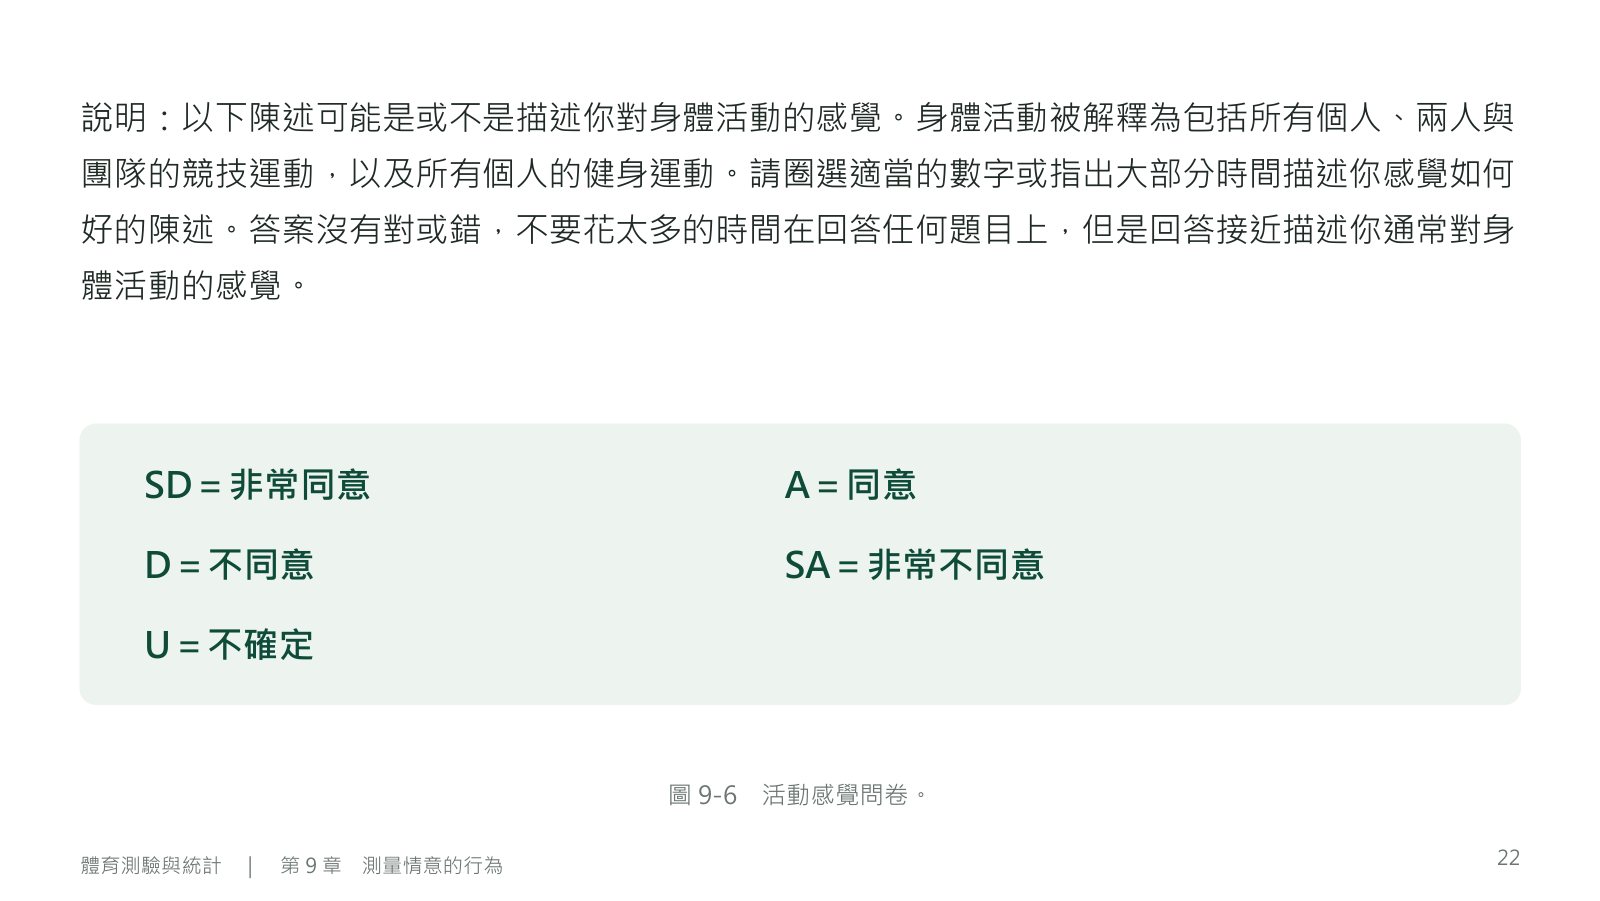 說明：以下陳述可能是或不是描述你對身體活動的感覺。身體活動被解釋為包括所有個人、兩人與
團隊的競技運動，以及所有個人的健身運動。請圈選適當的數字或指出大部分時間描述你感覺如何
好的陳述。答案沒有對或錯，不要花太多的時間在回答任何題目上，但是回答接近描述你通常對身
體活動的感覺。
SD = 非常同意
A = 同意
D = 不同意
SA = 非常不同意
U = 不確定
圖 9-6　活動感覺問卷。
體育測驗與統計　|　第 9 章　測量情意的行為
22